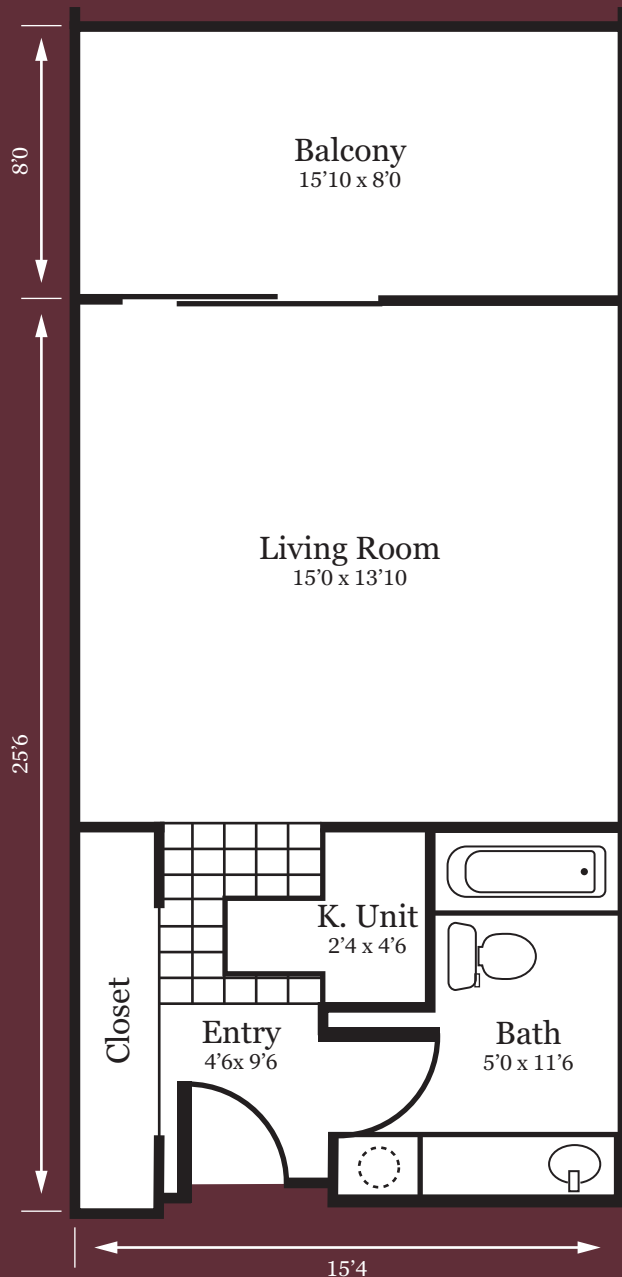 8’0
Balcony
15’10 x 8’0
25’6
Living Room
15’0 x 13’10
K. Unit
2’4 x 4’6
Closet
Entry
4’6x 9’6
Bath
5’0 x 11’6
15’4